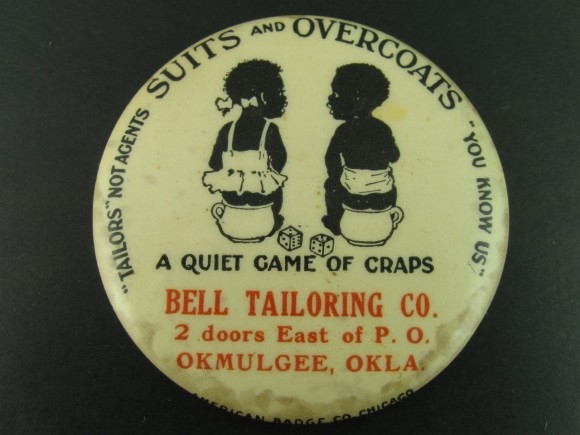 SUITS AND OVERCOATS
"TAILORS" NOT AGENTS
"YOU KNOW US"
A QUIET GAME OF CRAPS
BELL TAILORING CO.
2 doors East of P. O.
OKMULGEE, OKLA.
AMERICAN BADGE CO. CHICAGO